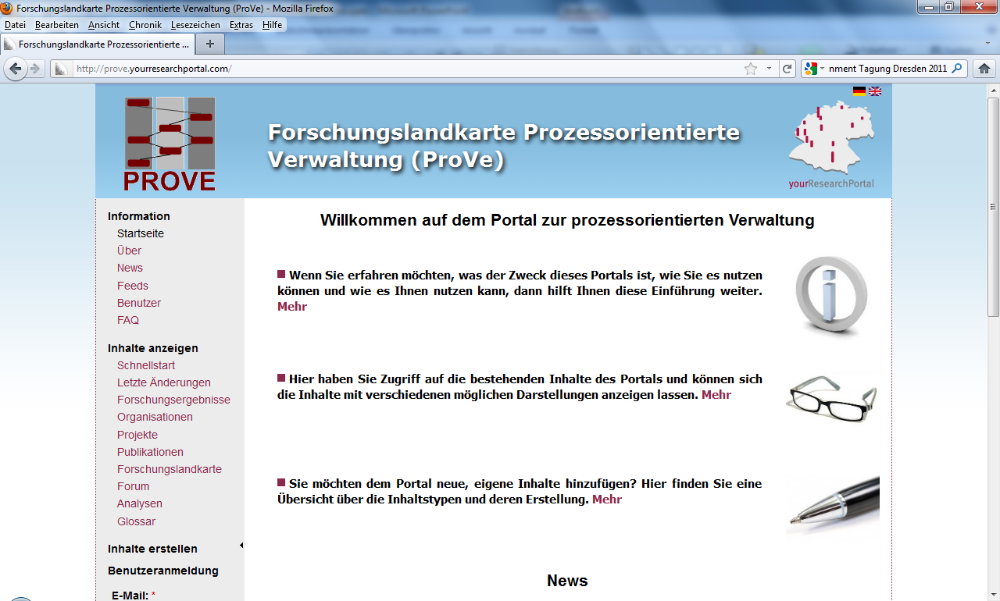 Forschungslandkarte Prozessorientierte Verwaltung (ProVe) - Mozilla Firefox
Datei Bearbeiten Ansicht Chronik Lesezeichen Extras Hilfe
Forschungslandkarte Prozessorientierte ...
http://prove.yourresearchportal.com/
nment Tagung Dresden 2011
PROVE
Forschungslandkarte Prozessorientierte
Verwaltung (ProVe)
yourResearchPortal
Information
Startseite
Über
News
Feeds
Benutzer
FAQ
Inhalte anzeigen
Schnellstart
Letzte Änderungen
Forschungsergebnisse
Organisationen
Projekte
Publikationen
Forschungslandkarte
Forum
Analysen
Glossar
Inhalte erstellen
Benutzeranmeldung
E-Mail: *
Willkommen auf dem Portal zur prozessorientierten Verwaltung
Wenn Sie erfahren möchten, was der Zweck dieses Portals ist, wie Sie es nutzen
können und wie es Ihnen nutzen kann, dann hilft Ihnen diese Einführung weiter.
Mehr
Hier haben Sie Zugriff auf die bestehenden Inhalte des Portals und können sich
die Inhalte mit verschiedenen möglichen Darstellungen anzeigen lassen. Mehr
Sie möchten dem Portal neue, eigene Inhalte hinzufügen? Hier finden Sie eine
Übersicht über die Inhaltstypen und deren Erstellung. Mehr
News